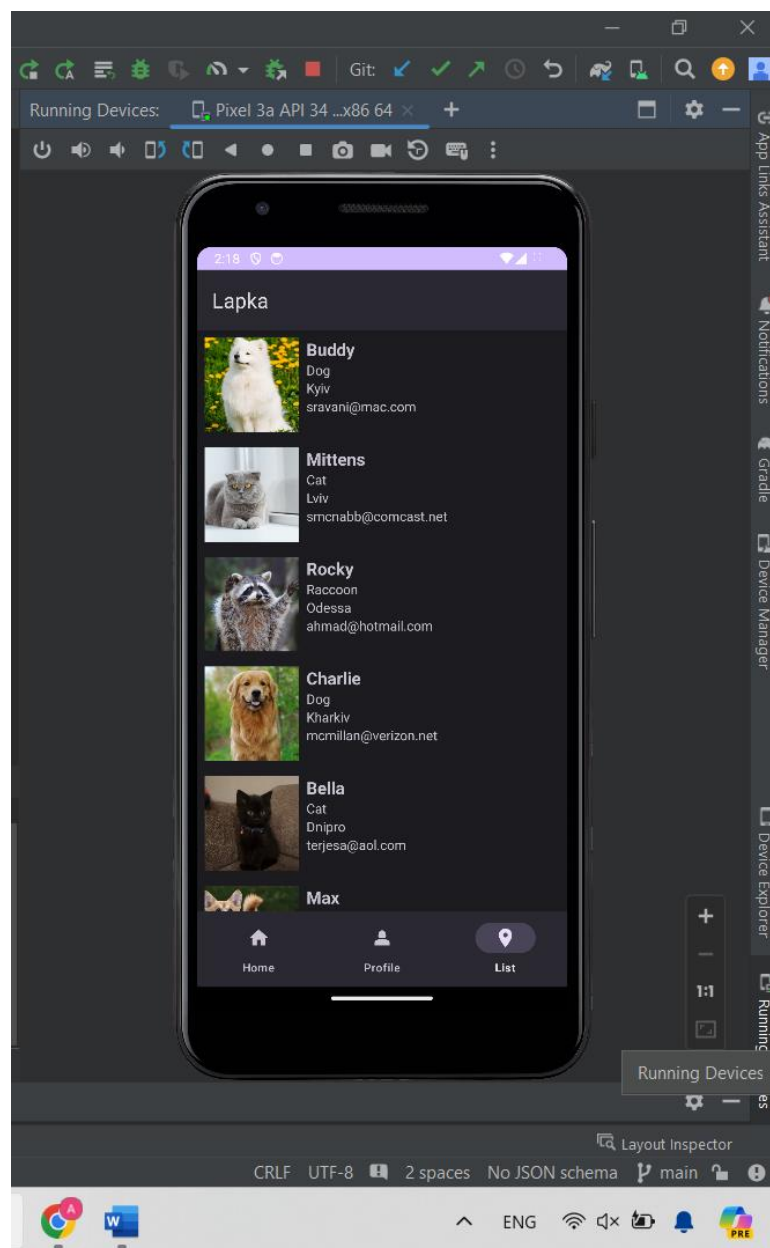 Git:
Running Devices:
Pixel 3a API 34 ...x86 64
App Links Assistant
Notifications
Gradle
Device Manager
Device Explorer
Running
es
2:18
Lapka
Buddy
Dog
Kyiv
sravani@mac.com
Mittens
Cat
Lviv
smcnabb@comcast.net
Rocky
Raccoon
Odessa
ahmad@hotmail.com
Charlie
Dog
Kharkiv
mcmillan@verizon.net
Bella
Cat
Dnipro
terjesa@aol.com
Max
Home
Profile
List
1:1
Running Devices
Layout Inspector
CRLF UTF-8 2 spaces No JSON schema main
W
ENG
PRE
A